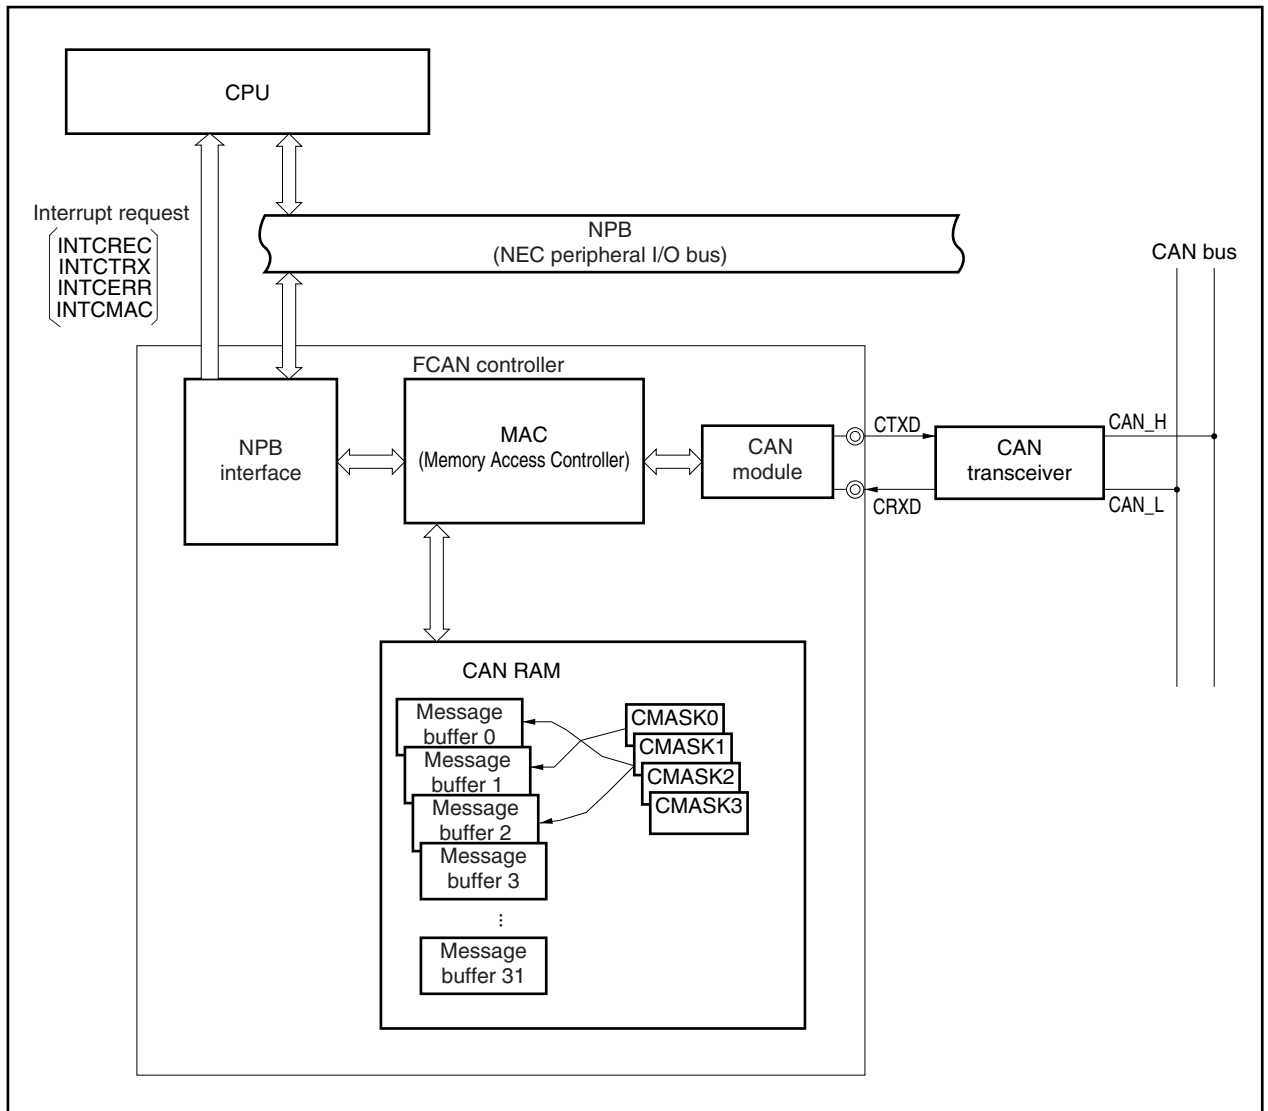 CPU
Interrupt request
INTCREC
INTCTRX
INTCERR
INTCMAC
NPB
(NEC peripheral I/O bus)
CAN bus
FCAN controller
NPB
interface
MAC
(Memory Access Controller)
CAN
module
CTXD
CRXD
CAN
transceiver
CAN_H
CAN_L
CAN RAM
Message
buffer 0
Message
buffer 1
Message
buffer 2
Message
buffer 3
⋮
Message
buffer 31
CMASK0
CMASK1
CMASK2
CMASK3